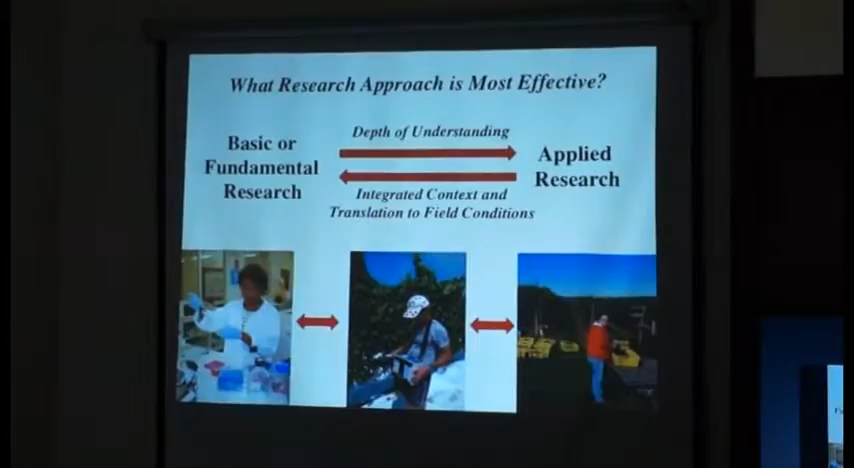 What Research Approach is Most Effective?
Depth of Understanding
Basic or
Fundamental
Research
Applied
Research
Integrated Context and
Translation to Field Conditions